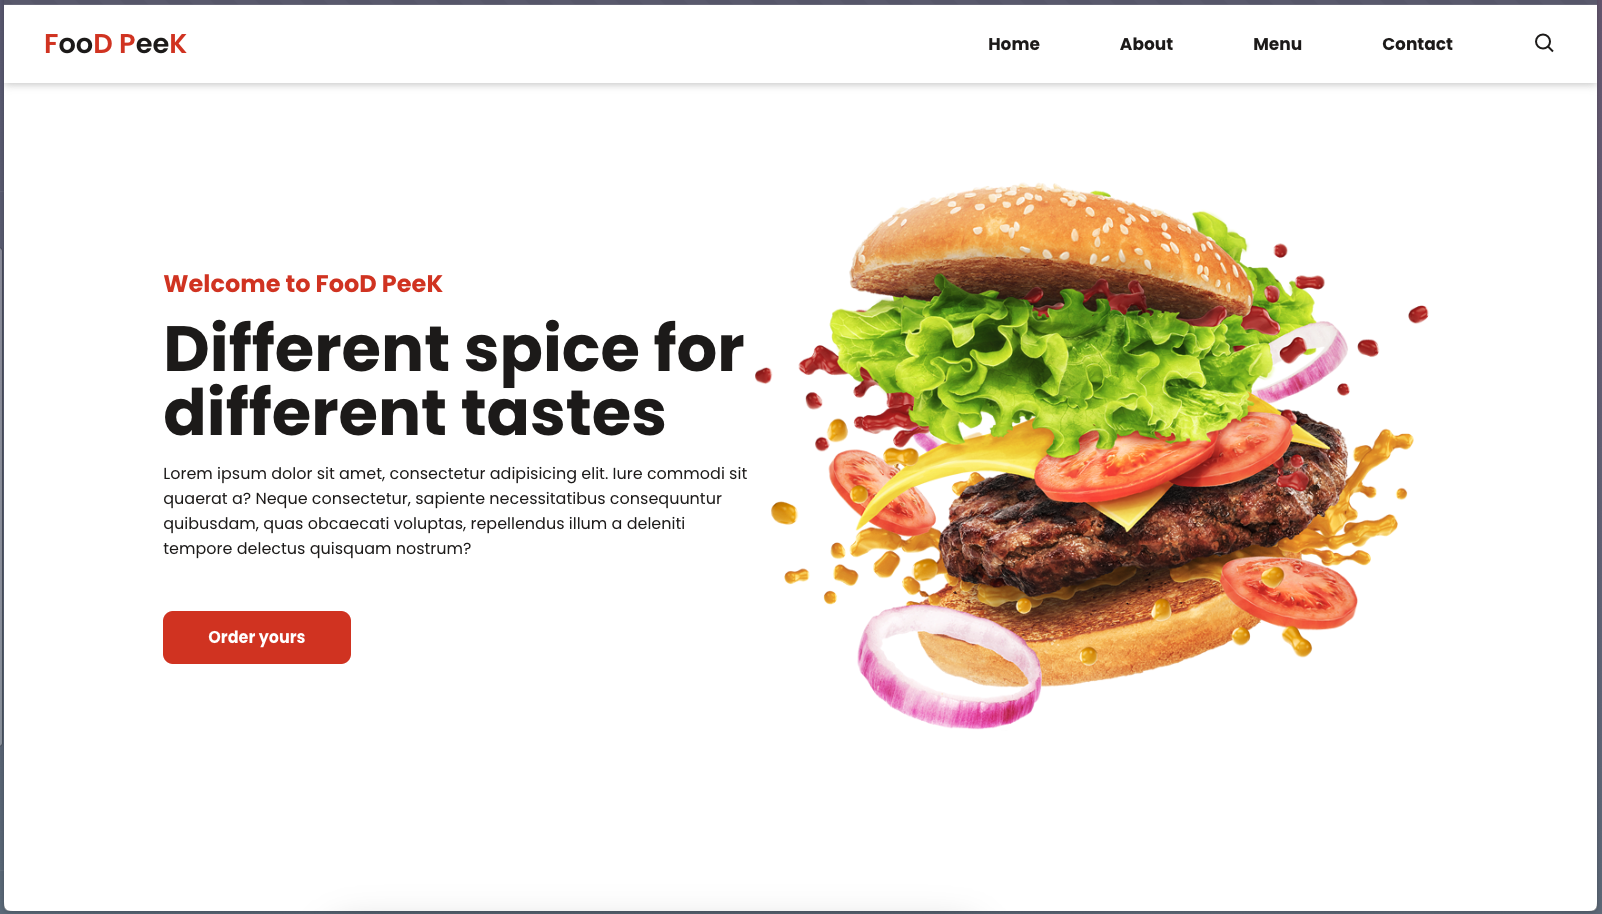 FooD PeeK
Home About Menu Contact
Welcome to FooD PeeK
Different spice for
different tastes
Lorem ipsum dolor sit amet, consectetur adipisicing elit. Iure commodi sit
quaerat a? Neque consectetur, sapiente necessitatibus consequuntur
quibusdam, quas obcaecati voluptas, repellendus illum a deleniti
tempore delectus quisquam nostrum?
Order yours